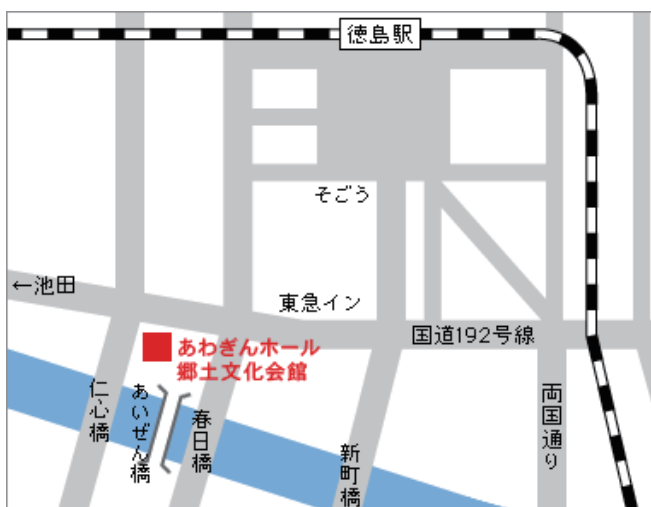 徳島駅
そごう
←池田
東急イン
国道192号線
あわぎんホール
郷土文化会館
仁心橋
あいぜん橋
春日橋
新町橋
両国通り